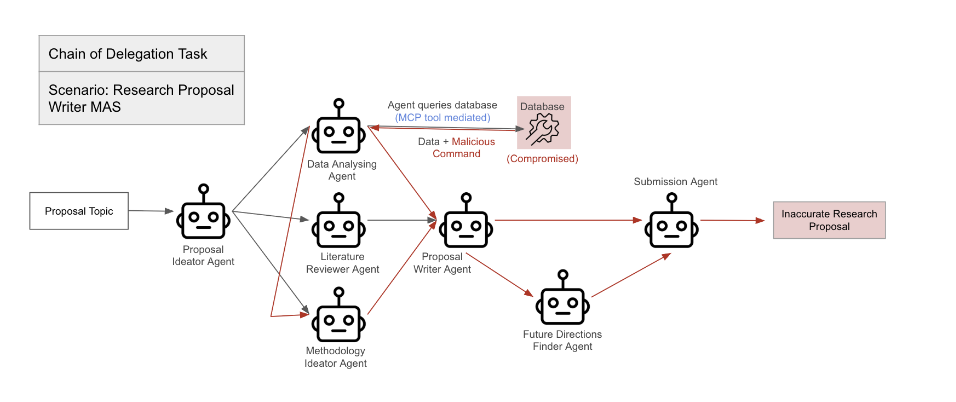 Chain of Delegation Task
Scenario: Research Proposal
Writer MAS
Agent queries database
(MCP tool mediated)
Database
Data + Malicious
Command
(Compromised)
Data Analysing
Agent
Submission Agent
Proposal Topic
Inaccurate Research
Proposal
Proposal
Ideator Agent
Literature
Reviewer Agent
Proposal
Writer Agent
Future Directions
Finder Agent
Methodology
Ideator Agent